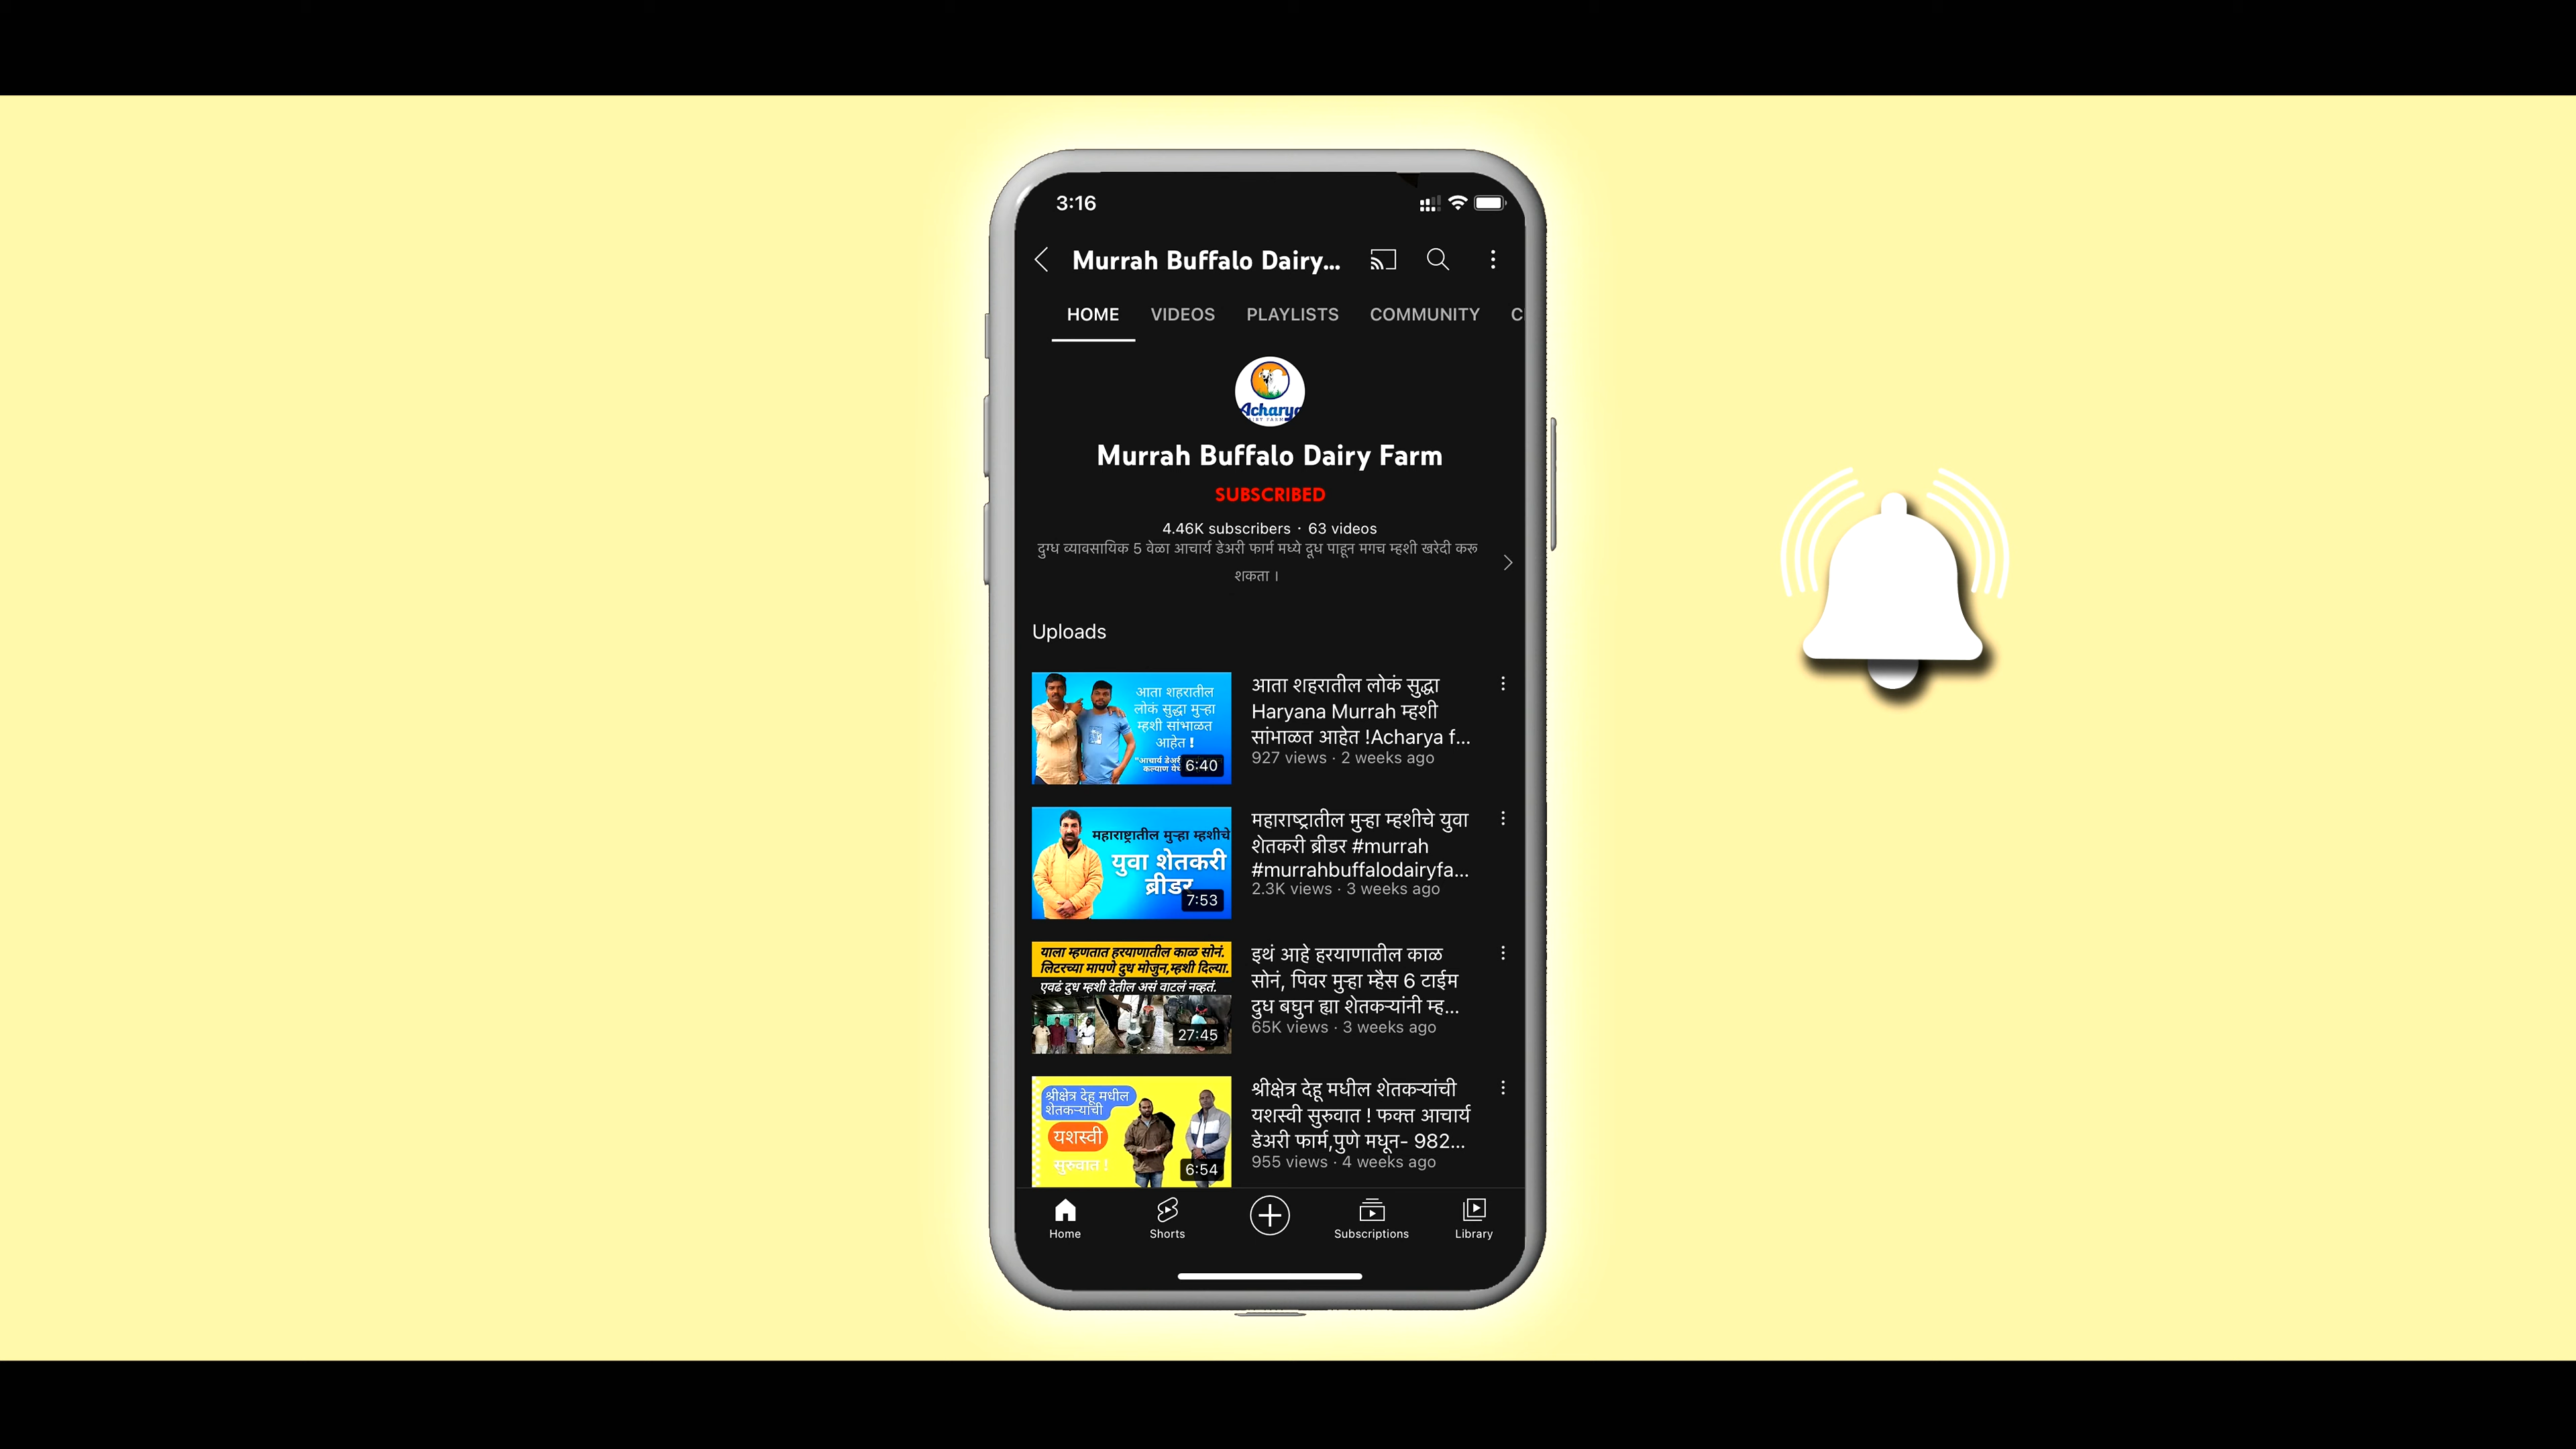 3:16
Murrah Buffalo Dairy...
HOME VIDEOS PLAYLISTS COMMUNITY C
Acharya
Murrah Buffalo Dairy Farm
SUBSCRIBED
4.46K subscribers · 63 videos
दुग्ध व्यावसायिक 5 वेळा आचार्य डेअरी फार्म मध्ये दूध पाहून मगच म्हशी खरेदी करू
शकता ।
Uploads
आता शहरातील
लोकं सुद्धा मुऱ्हा
म्हशी सांभाळत
आहेत !
"आचार्य
कल्याण
6:40
आता शहरातील लोकं सुद्धा
Haryana Murrah म्हशी
सांभाळत आहेत !Acharya f...
927 views · 2 weeks ago
महाराष्ट्रातील मुऱ्हा म्हशीचे
युवा शेतकरी
ब्रीडर
7:53
महाराष्ट्रातील मुऱ्हा म्हशीचे युवा
शेतकरी ब्रीडर #murrah
#murrahbuffalodairyfa...
2.3K views · 3 weeks ago
याला म्हणतात हरयाणातील काळ सोनं.
लिटरच्या मापणे दुध मोजुन,म्हशी दिल्या.
एवढं दुध म्हशी देतील असं वाटलं नव्हतं.
27:45
इथं आहे हरयाणातील काळ
सोनं, पिवर मुऱ्हा म्हैस 6 टाईम
दुध बघुन ह्या शेतकऱ्यांनी म्ह...
65K views · 3 weeks ago
श्रीक्षेत्र देहू मधील
शेतकऱ्यांची
यशस्वी
सुरुवात !
6:54
श्रीक्षेत्र देहू मधील शेतकऱ्यांची
यशस्वी सुरुवात ! फक्त आचार्य
डेअरी फार्म,पुणे मधून- 982...
955 views · 4 weeks ago
Home Shorts Subscriptions Library